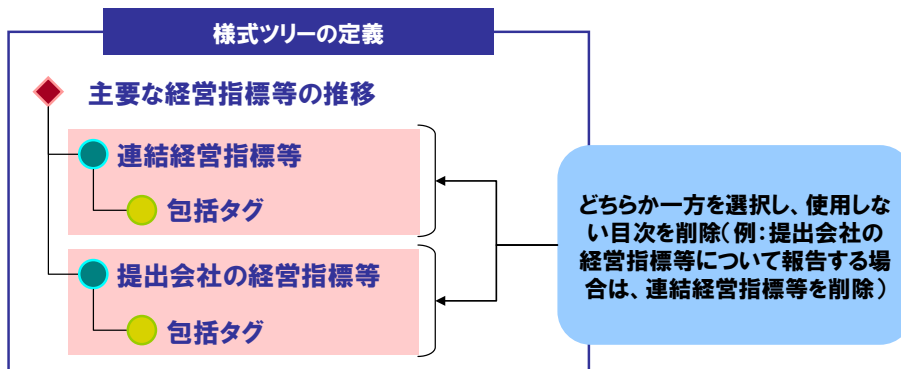 様式ツリーの定義
主要な経営指標等の推移
連結経営指標等
包括タグ
提出会社の経営指標等
包括タグ
どちらか一方を選択し、使用しな
い目次を削除(例:提出会社の
経営指標等について報告する場
合は、連結経営指標等を削除)